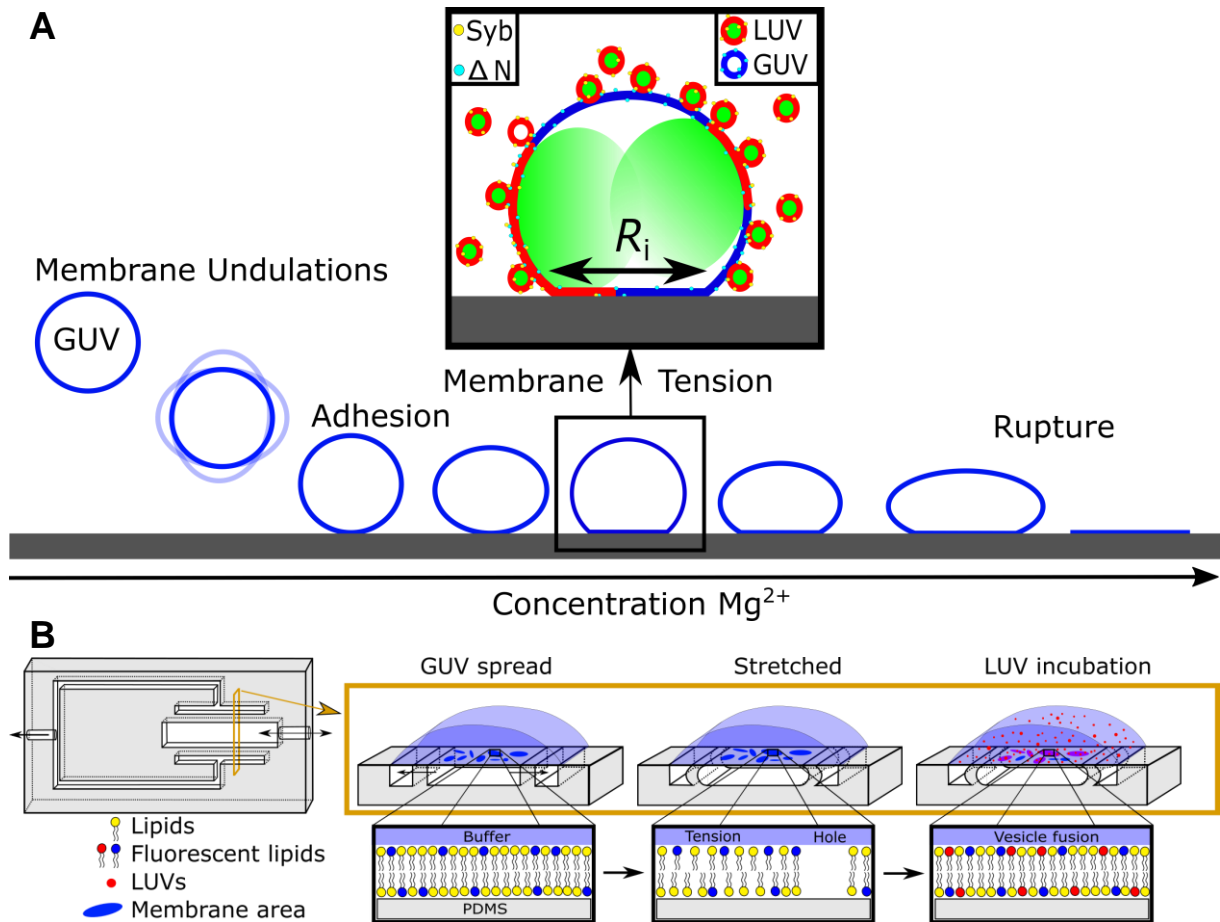 A
Syb
ΔN
LUV
GUV
Ri
Membrane Undulations
GUV
Membrane Tension
Adhesion
Rupture
Concentration Mg²⁺
B
GUV spread
Stretched
LUV incubation
Lipids
Fluorescent lipids
LUVs
Membrane area
Buffer
PDMS
Tension
Hole
Vesicle fusion